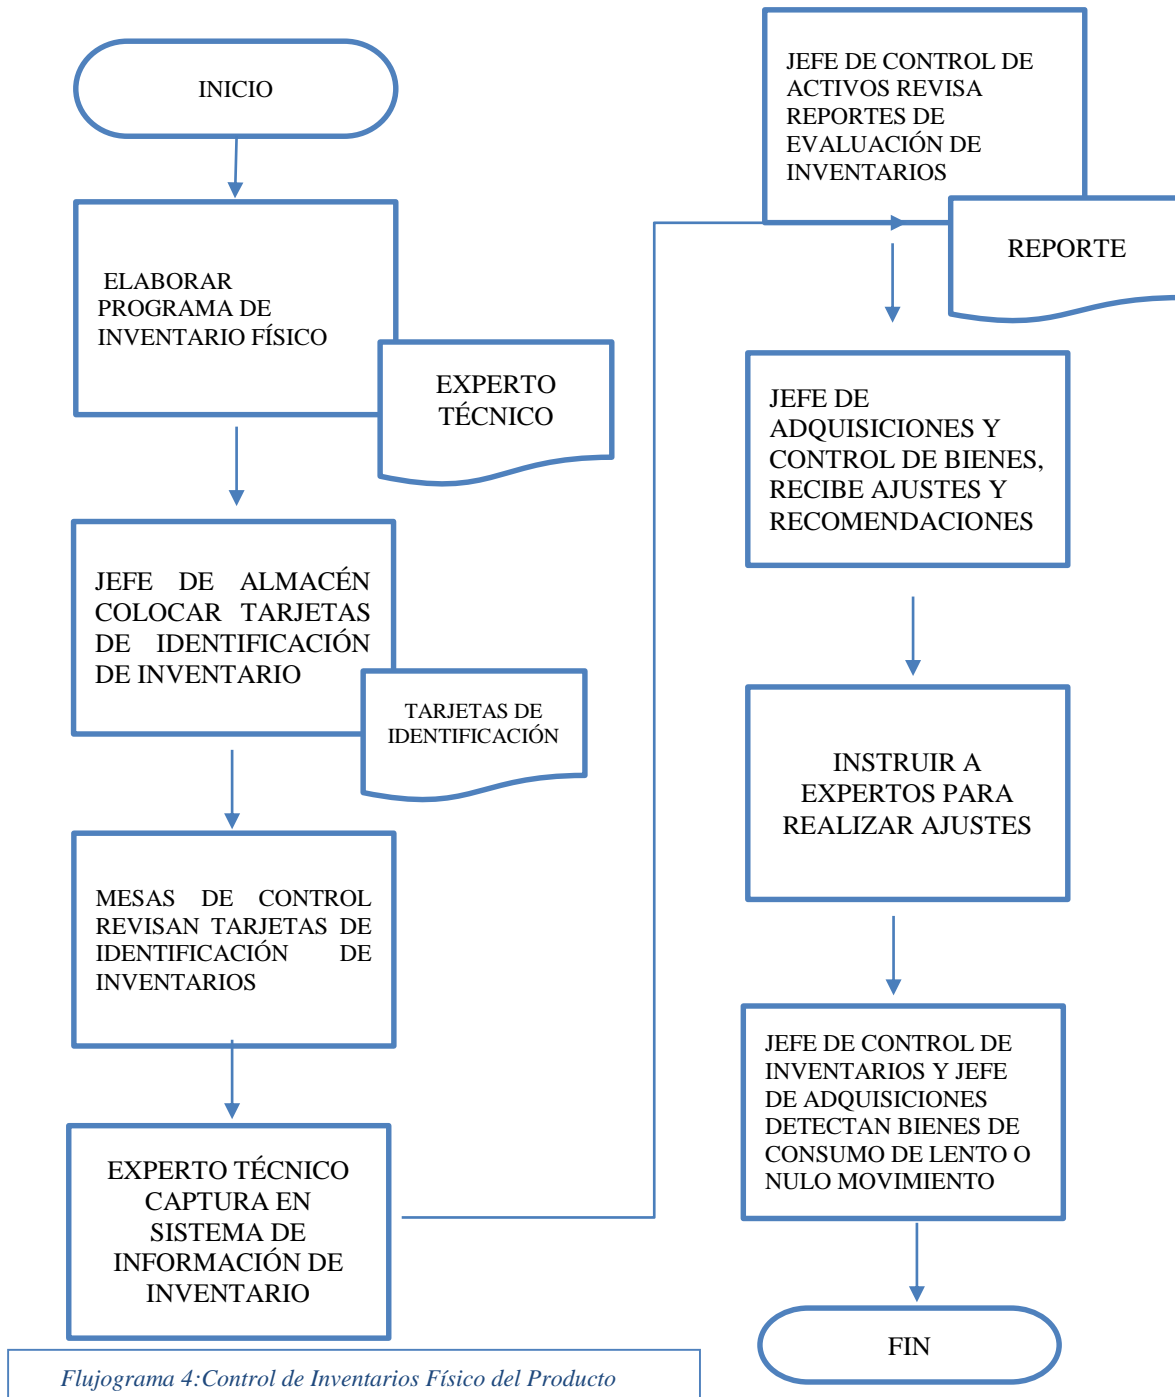 INICIO
ELABORAR
PROGRAMA DE
INVENTARIO FÍSICO
EXPERTO
TÉCNICO
JEFE DE ALMACÉN
COLOCAR TARJETAS
DE IDENTIFICACIÓN
DE INVENTARIO
TARJETAS DE
IDENTIFICACIÓN
MESAS DE CONTROL
REVISAN TARJETAS DE
IDENTIFICACIÓN DE
INVENTARIOS
EXPERTO TÉCNICO
CAPTURA EN
SISTEMA DE
INFORMACIÓN DE
INVENTARIO
JEFE DE CONTROL DE
ACTIVOS REVISA
REPORTES DE
EVALUACIÓN DE
INVENTARIOS
REPORTE
JEFE DE
ADQUISICIONES Y
CONTROL DE BIENES,
RECIBE AJUSTES Y
RECOMENDACIONES
INSTRUIR A
EXPERTOS PARA
REALIZAR AJUSTES
JEFE DE CONTROL DE
INVENTARIOS Y JEFE
DE ADQUISICIONES
DETECTAN BIENES DE
CONSUMO DE LENTO O
NULO MOVIMIENTO
FIN
Flujograma 4:Control de Inventarios Físico del Producto